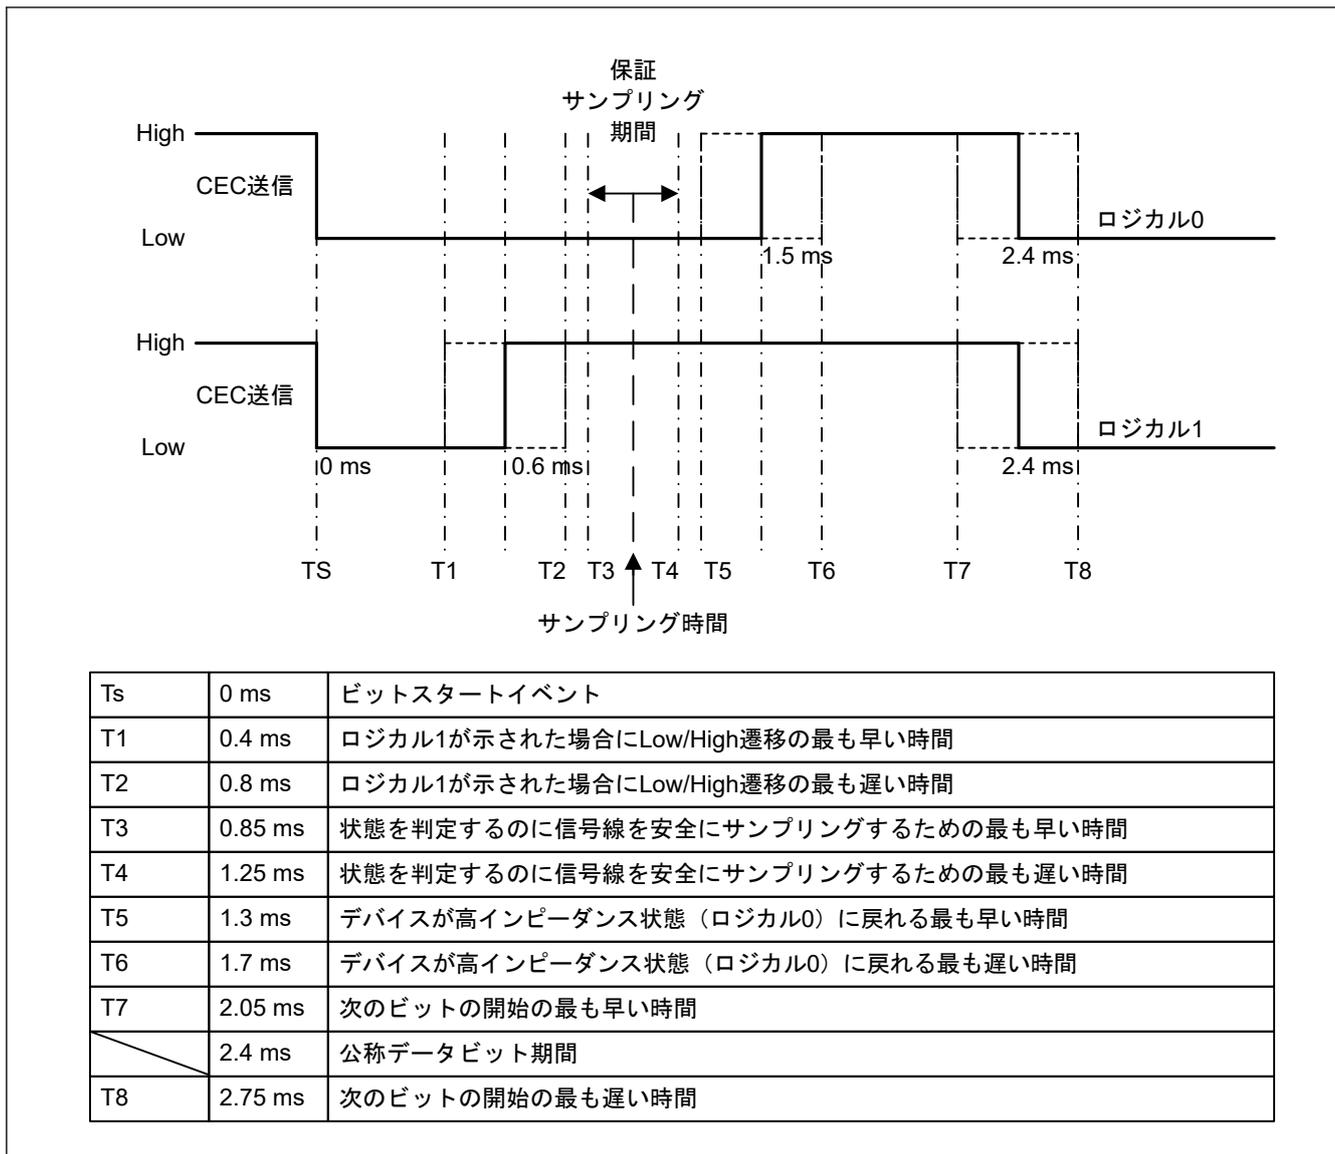 保証
サンプリング
期間
High
CEC送信
Low
ロジカル0
1.5 ms
2.4 ms
High
CEC送信
Low
ロジカル1
0 ms
0.6 ms
2.4 ms
TS T1 T2 T3 T4 T5 T6 T7 T8
サンプリング時間
Ts 0 ms ビットスタートイベント
T1 0.4 ms ロジカル1が示された場合にLow/High遷移の最も早い時間
T2 0.8 ms ロジカル1が示された場合にLow/High遷移の最も遅い時間
T3 0.85 ms 状態を判定するのに信号線を安全にサンプリングするための最も早い時間
T4 1.25 ms 状態を判定するのに信号線を安全にサンプリングするための最も遅い時間
T5 1.3 ms デバイスが高インピーダンス状態（ロジカル0）に戻れる最も早い時間
T6 1.7 ms デバイスが高インピーダンス状態（ロジカル0）に戻れる最も遅い時間
T7 2.05 ms 次のビットの開始の最も早い時間
2.4 ms 公称データビット期間
T8 2.75 ms 次のビットの開始の最も遅い時間